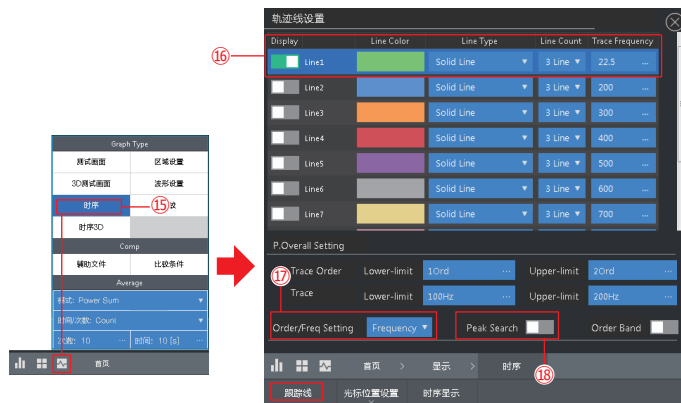 轨迹线设置
Display Line Color Line Type Line Count Trace Frequency
⑯
Line1 Solid Line 3 Line 22.5 ...
Line2 Solid Line 3 Line 200 ...
Line3 Solid Line 3 Line 300 ...
Line4 Solid Line 3 Line 400 ...
Line5 Solid Line 3 Line 500 ...
Line6 Solid Line 3 Line 600 ...
Line7 Solid Line 3 Line 700 ...
P.Overall Setting
⑰
Trace Order Lower-limit 1Ord ... Upper-limit 2Ord ...
Trace Lower-limit 100Hz ... Upper-limit 200Hz ...
Order/Freq Setting Frequency Peak Search Order Band
⑱
首页 > 显示 > 时序
跟踪线 光标位置设置 时序显示
Graph Type
测试画面 区域设置
3D测试画面 波形设置
时序 ⑮
时序3D
Comp
辅助文件 比较条件
Average
模式: Power Sum
时间/次数: Count
次数: 10 ... 时间: 10 [s] ...
首页